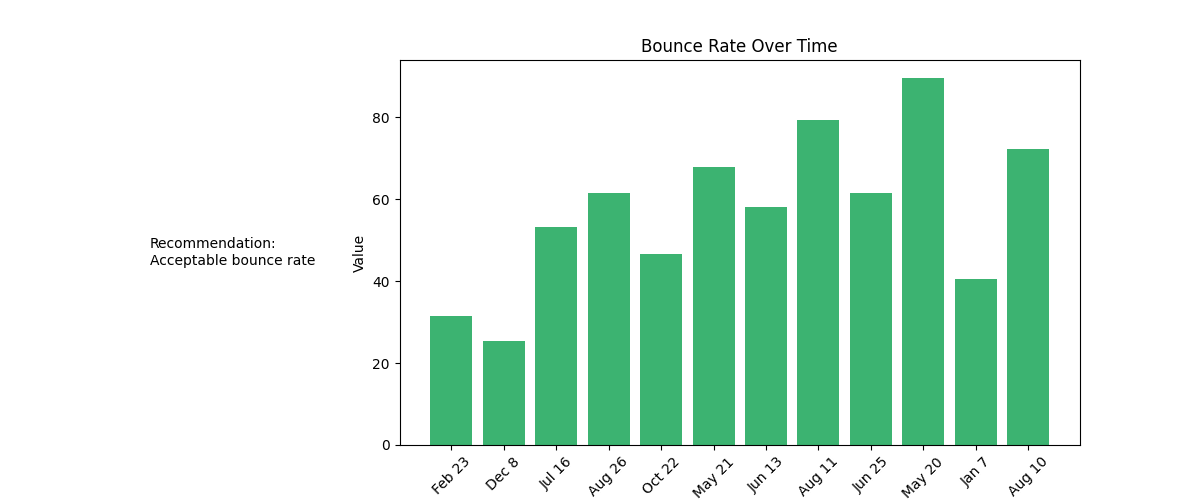 Bounce Rate Over Time
Recommendation:
Acceptable bounce rate
Value
80
60
40
20
0
Feb 23
Dec 8
Jul 16
Aug 26
Oct 22
May 21
Jun 13
Aug 11
Jun 25
May 20
Jan 7
Aug 10